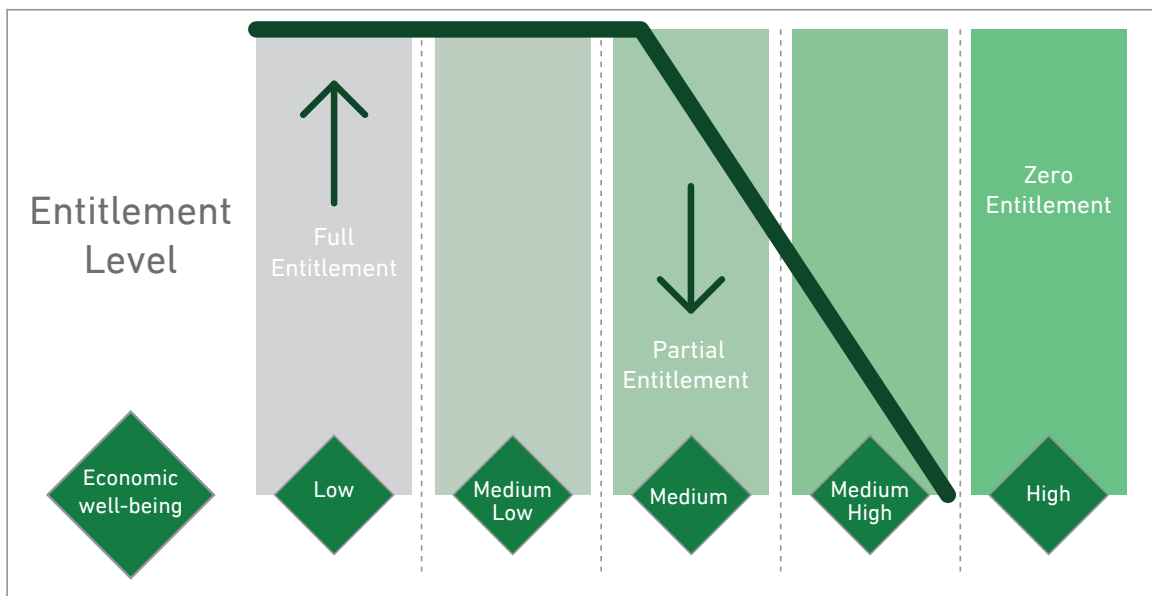 Entitlement
Level
Full
Entitlement
Partial
Entitlement
Zero
Entitlement
Economic
well-being
Low
Medium
Low
Medium
Medium
High
High